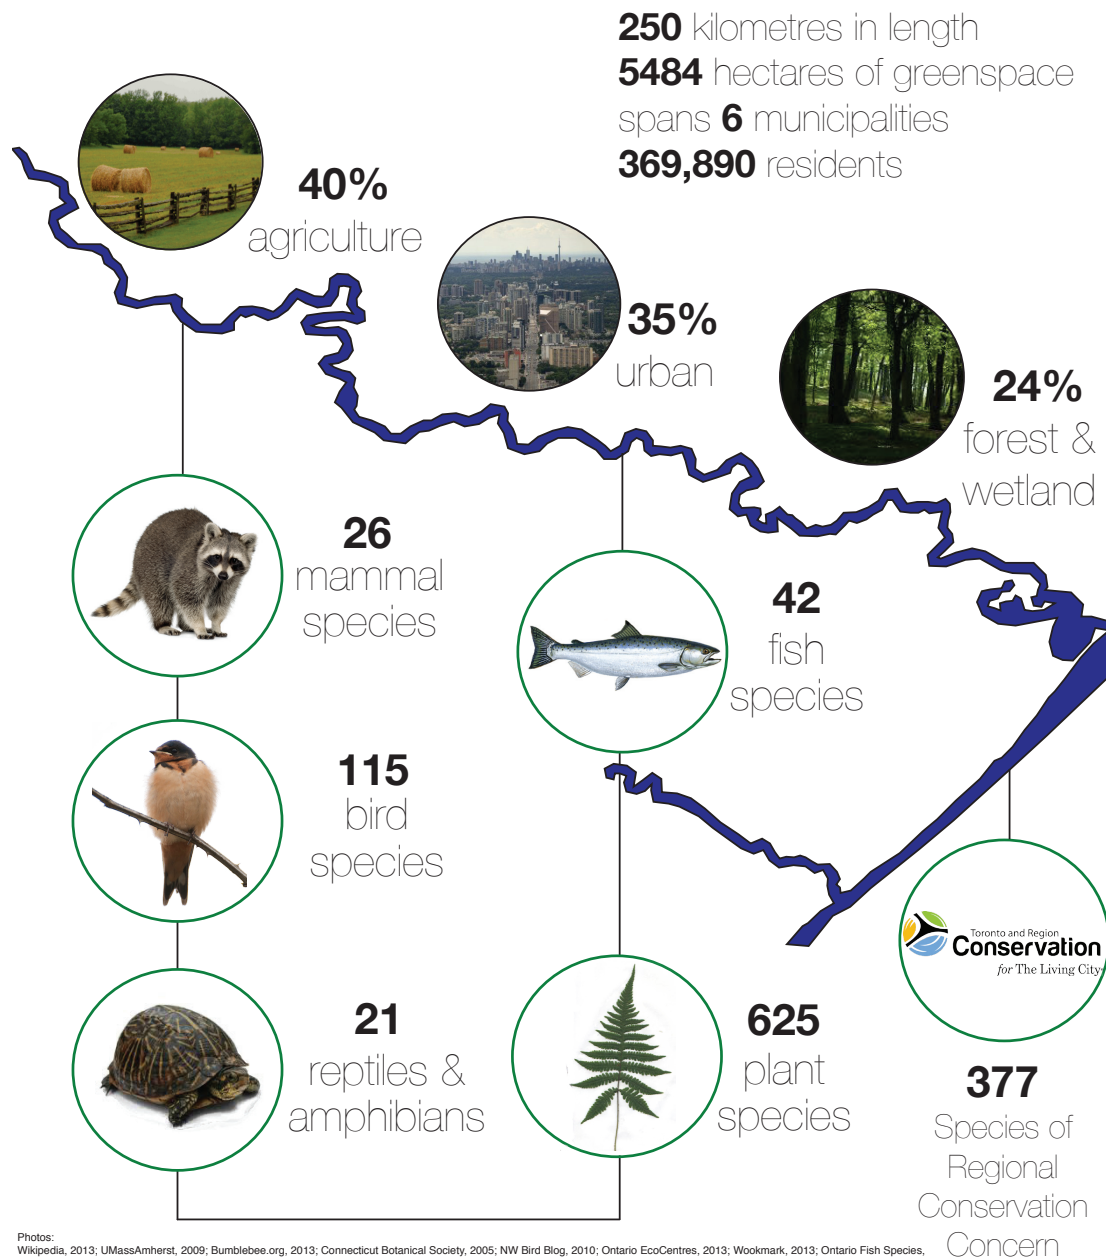 250 kilometres in length
5484 hectares of greenspace
spans 6 municipalities
369,890 residents
40%
agriculture
35%
urban
24%
forest &
wetland
26
mammal
species
42
fish
species
115
bird
species
Toronto and Region
Conservation
for The Living City
21
reptiles &
amphibians
625
plant
species
377
Species of
Regional
Conservation
Concern
Photos:
Wikipedia, 2013; UMassAmherst, 2009; Bumblebee.org, 2013; Connecticut Botanical Society, 2005; NW Bird Blog, 2010; Ontario EcoCentres, 2013; Wookmark, 2013; Ontario Fish Species,